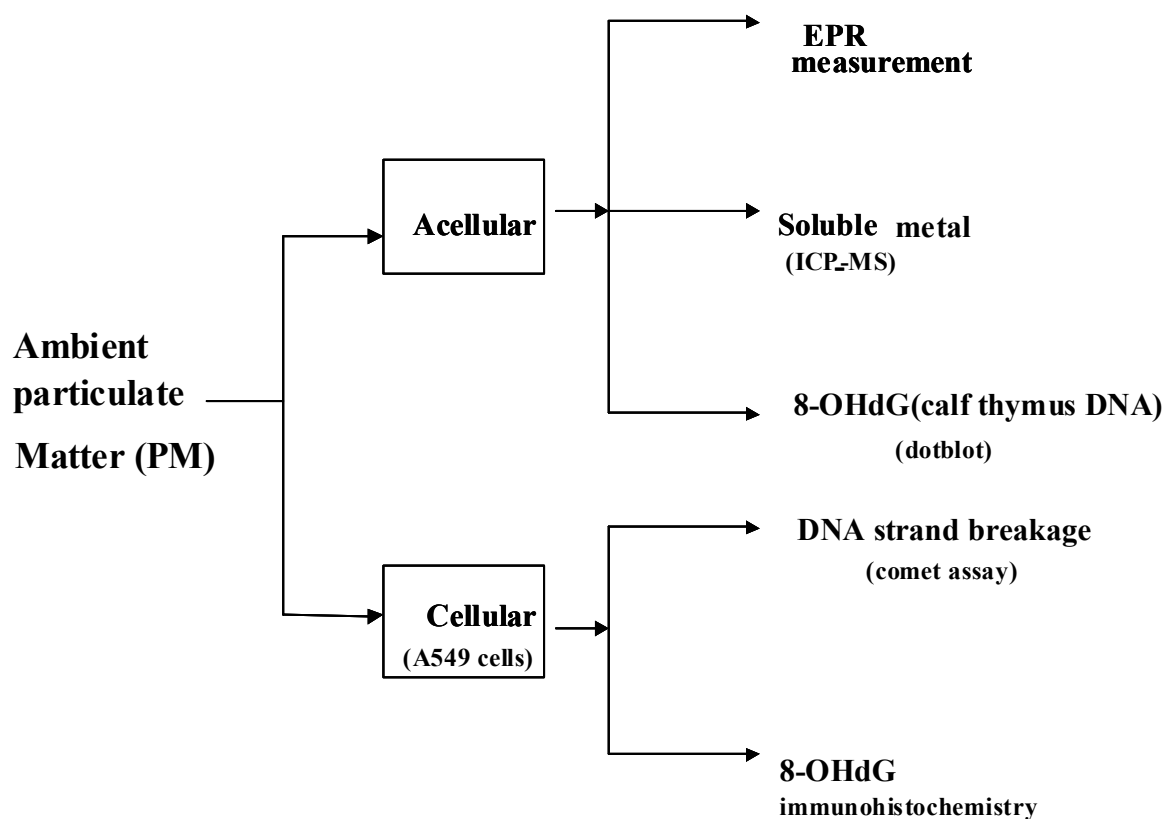 Ambient
particulate
Matter (PM)
Acellular
EPR
measurement
Soluble metal
(ICP-MS)
8-OHdG(calf thymus DNA)
(dotblot)
Cellular
(A549 cells)
DNA strand breakage
(comet assay)
8-OHdG
immunohistochemistry